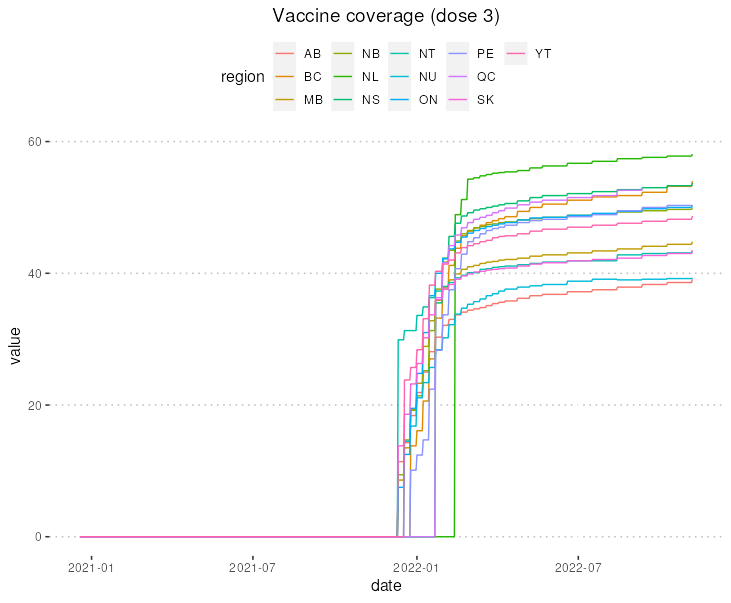 Vaccine coverage (dose 3)
AB NB NT PE YT
region BC NL NU QC
MB NS ON SK
60
40
20
0
value
2021-01 2021-07 2022-01 2022-07
date